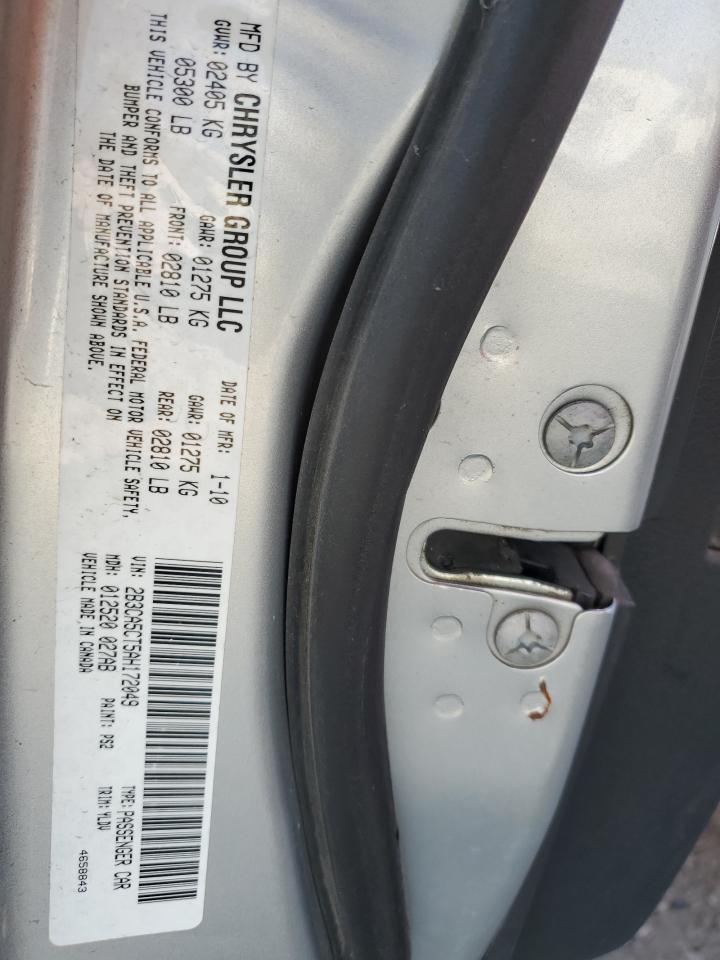 MFD BY CHRYSLER GROUP LLC DATE OF MFR: 1-10
GVWR: 02405 KG GAWR: 01275 KG GAWR: 01275 KG
05300 LB FRONT: 02810 LB REAR: 02810 LB
THIS VEHICLE CONFORMS TO ALL APPLICABLE U.S.A. FEDERAL MOTOR VEHICLE SAFETY,
BUMPER AND THEFT PREVENTION STANDARDS IN EFFECT ON
THE DATE OF MANUFACTURE SHOWN ABOVE.
VIN: 2B3CA5CT5AH172049 TYPE: PASSENGER CAR
MDH: 012520 027AB PAINT: PS2 TRIM: YLDV
VEHICLE MADE IN CANADA 4658843